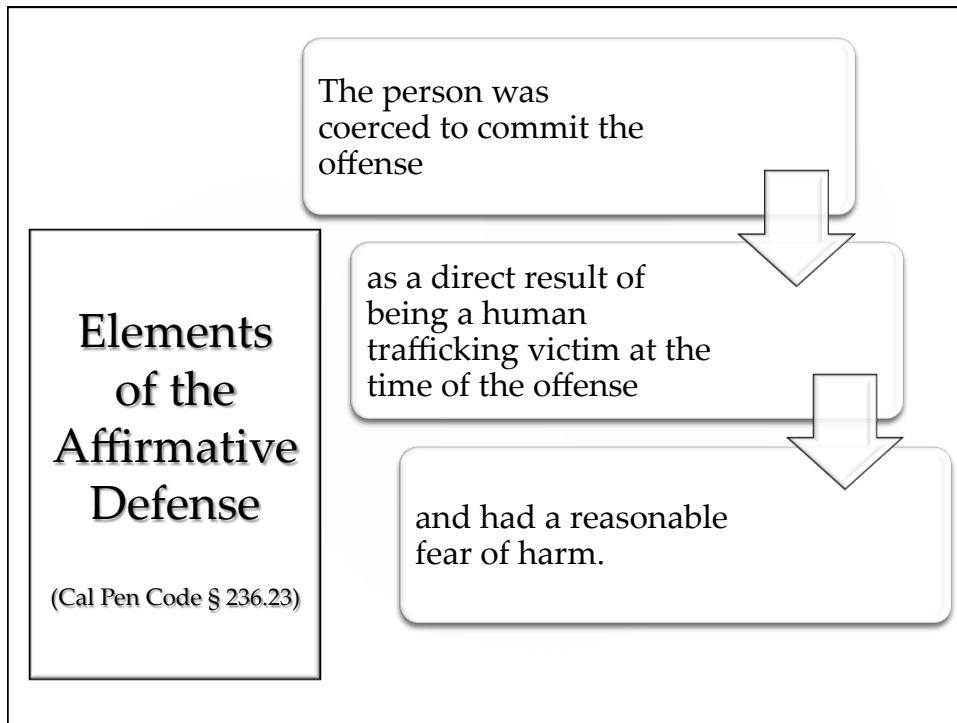 Elements
of the
Affirmative
Defense
(Cal Pen Code § 236.23)
The person was
coerced to commit the
offense
as a direct result of
being a human
trafficking victim at the
time of the offense
and had a reasonable
fear of harm.